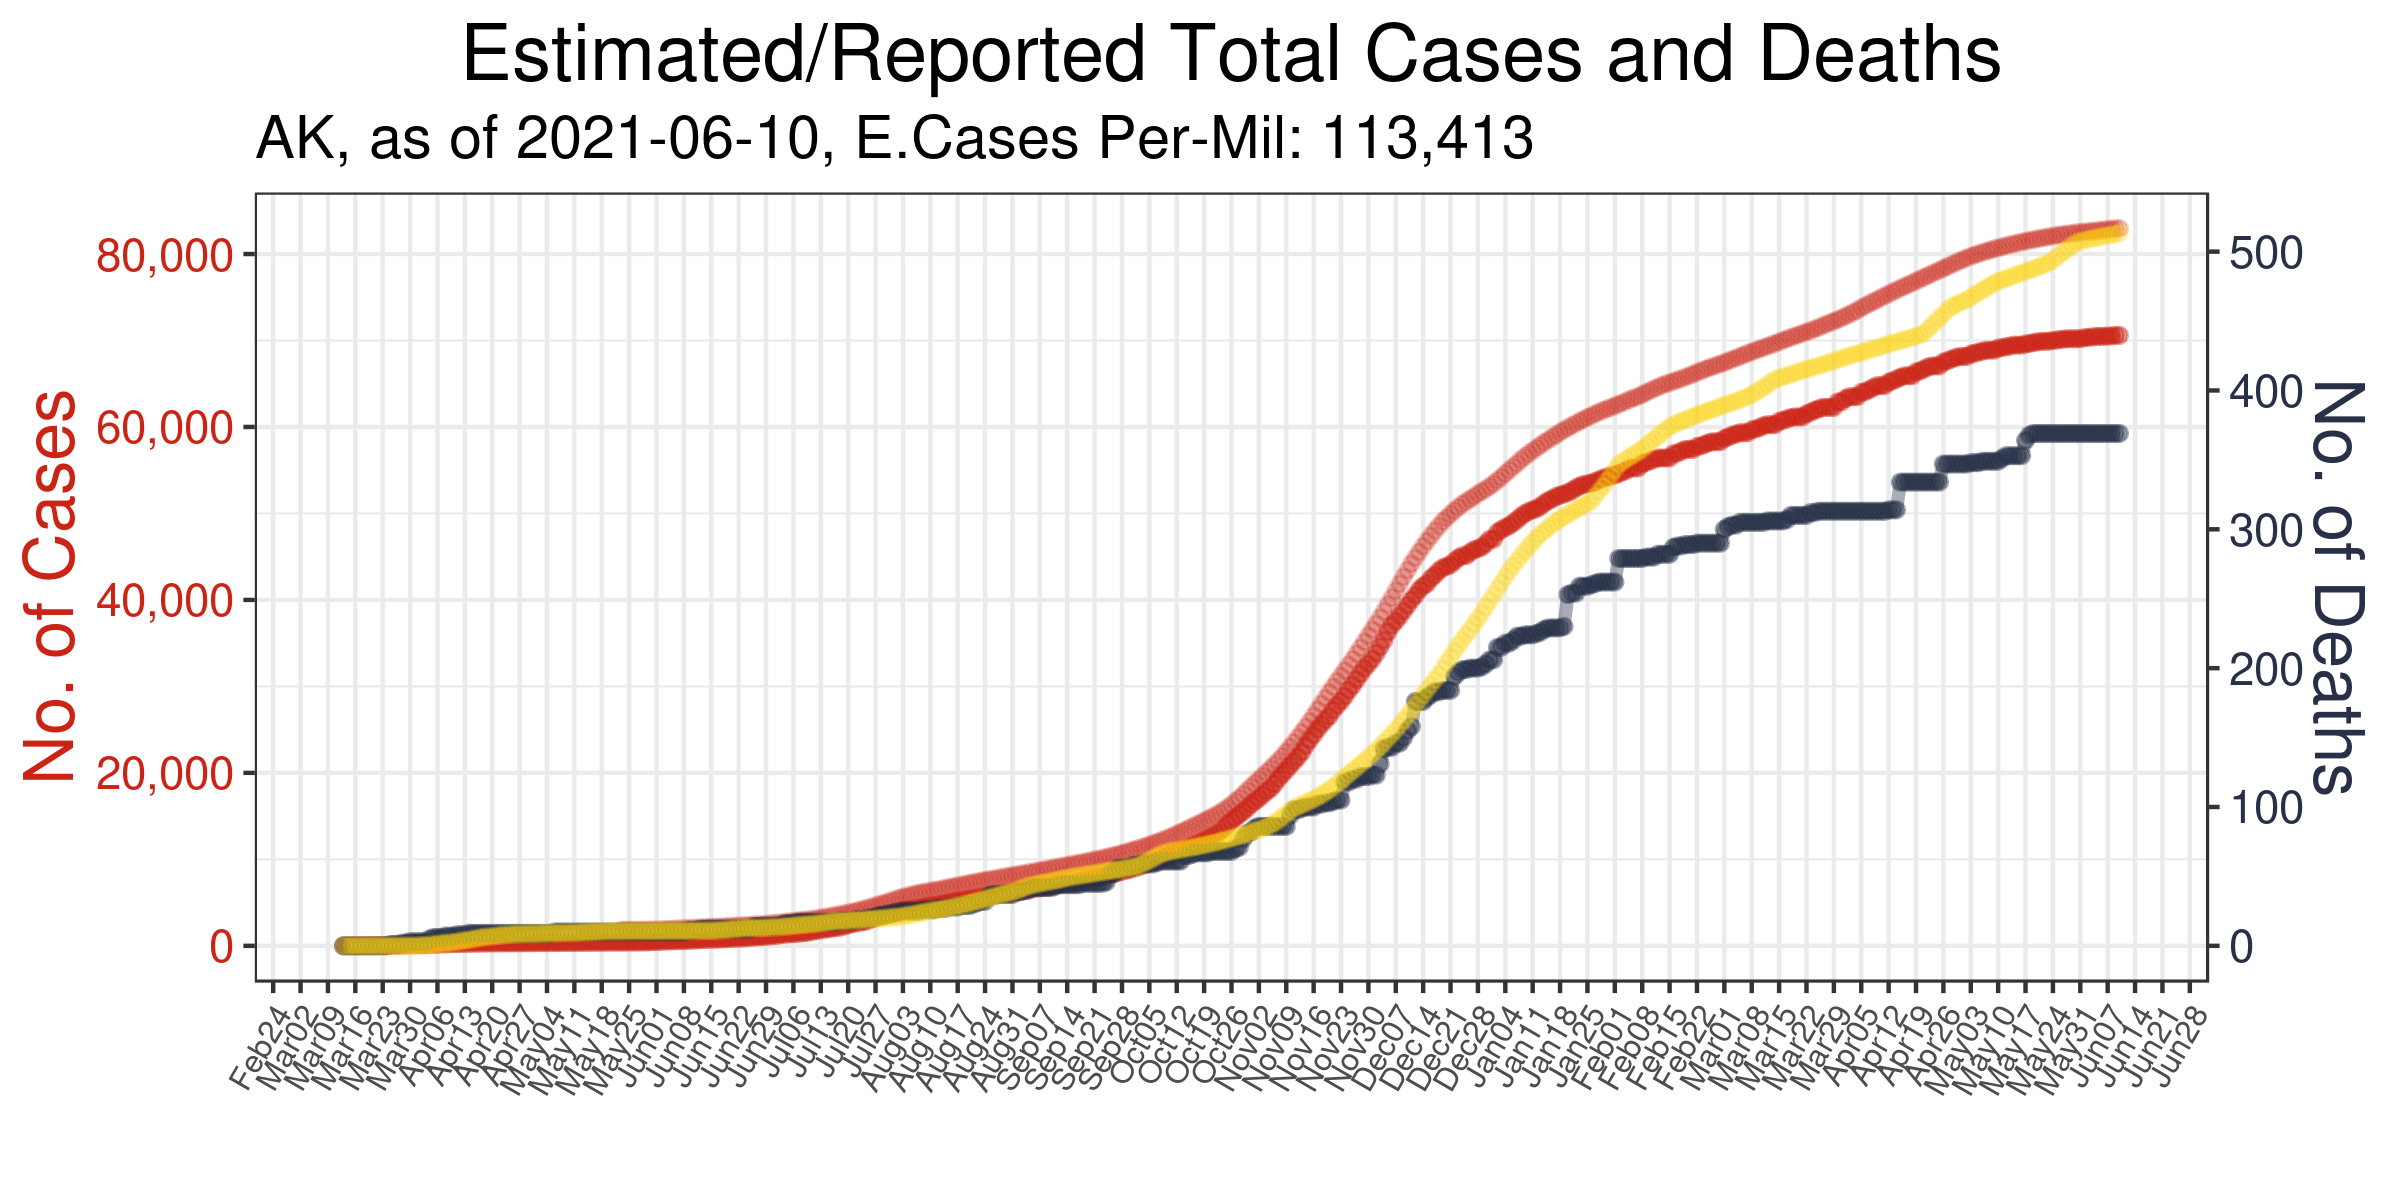 Estimated/Reported Total Cases and Deaths
AK, as of 2021-06-10, E.Cases Per-Mil: 113,413
No. of Cases
80,000
60,000
40,000
20,000
0
500
400
300
200
100
0
No. of Deaths
Feb24
Mar02
Mar09
Mar16
Mar23
Mar30
Apr06
Apr13
Apr20
Apr27
May04
May11
May18
May25
Jun01
Jun08
Jun15
Jun22
Jun29
Jul06
Jul13
Jul20
Jul27
Aug03
Aug10
Aug17
Aug24
Aug31
Sep07
Sep14
Sep21
Sep28
Oct05
Oct12
Oct19
Oct26
Nov02
Nov09
Nov16
Nov23
Nov30
Dec07
Dec14
Dec21
Dec28
Jan04
Jan11
Jan18
Jan25
Feb01
Feb08
Feb15
Feb22
Mar01
Mar08
Mar15
Mar22
Mar29
Apr05
Apr12
Apr19
Apr26
May03
May10
May17
May24
May31
Jun07
Jun14
Jun21
Jun28